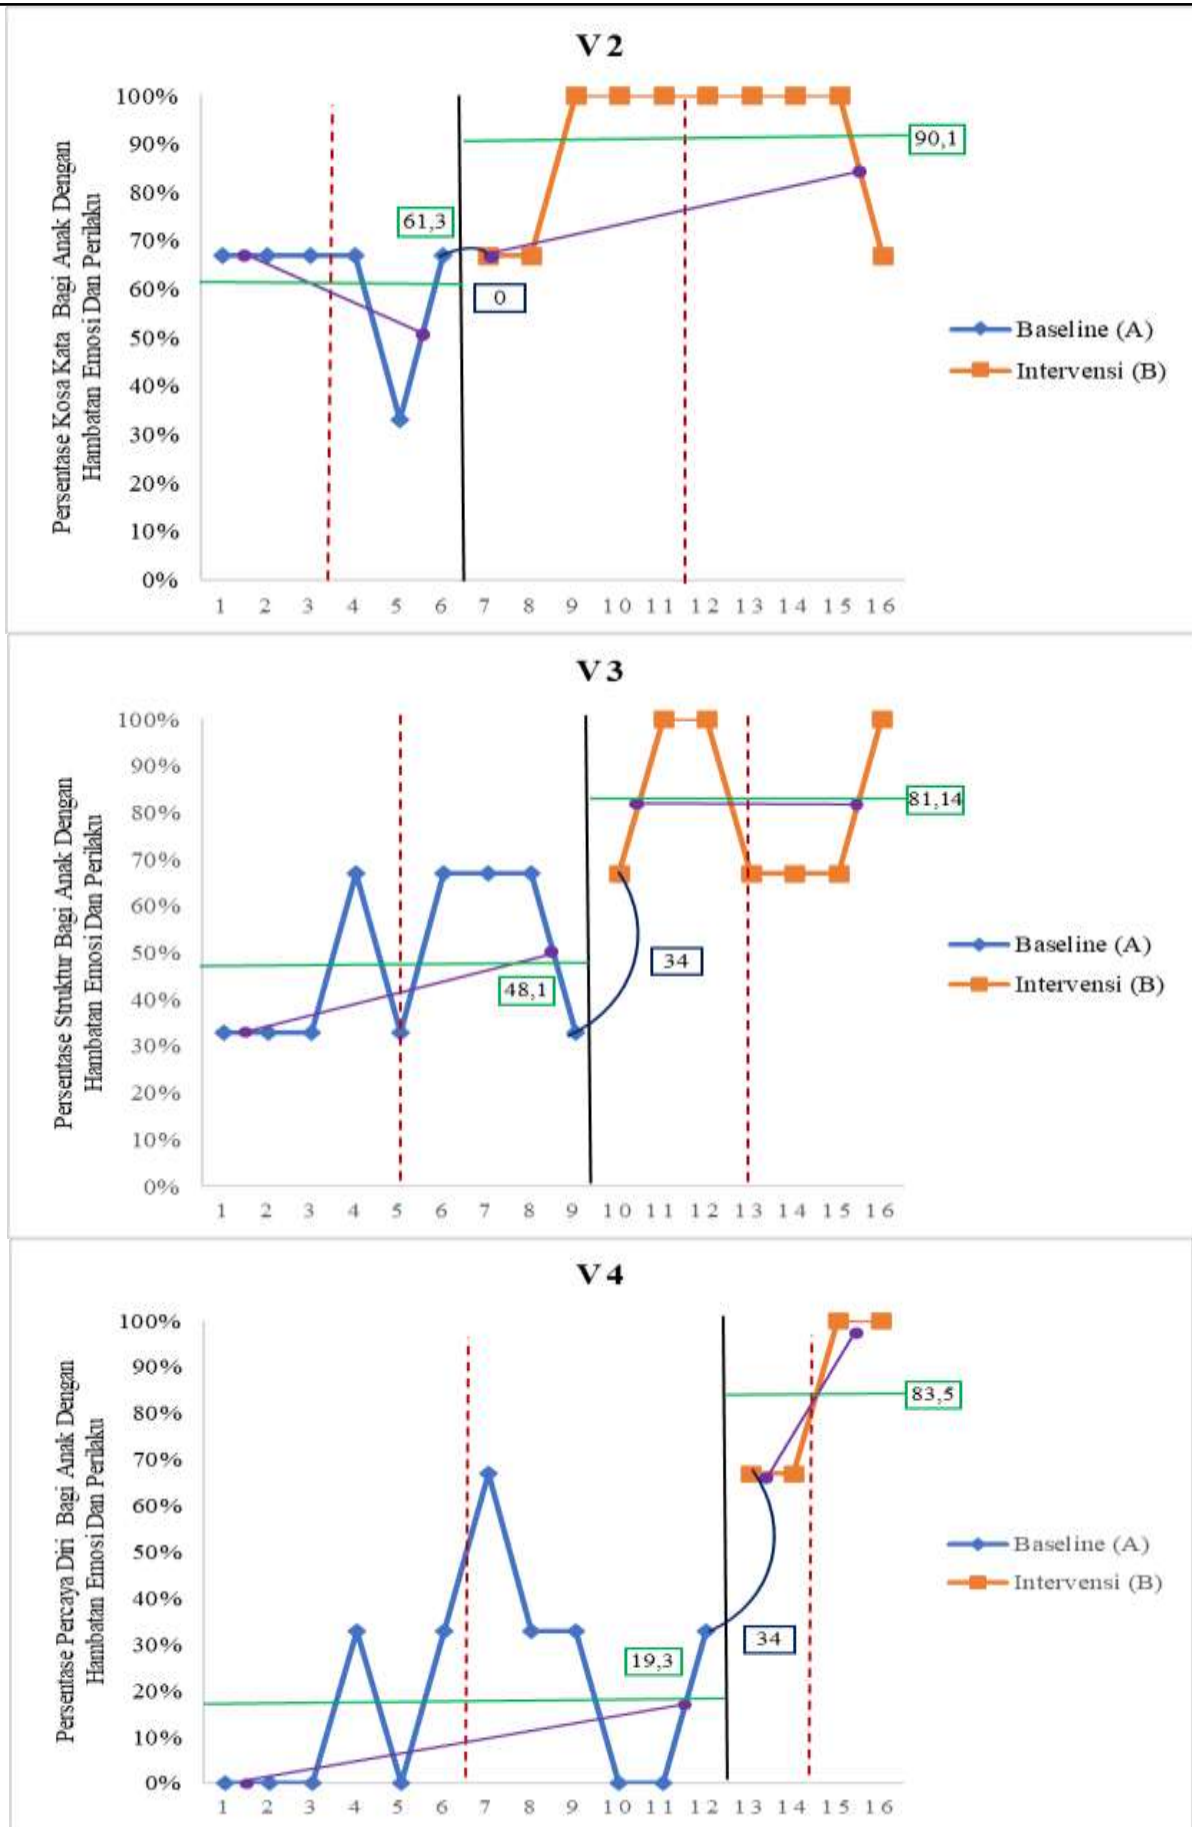 V2
Persentase Kosa Kata Bagi Anak Dengan
Hambatan Emosi Dan Perilaku
100%
90%
80%
70%
60%
50%
40%
30%
20%
10%
0%
61,3
0
90,1
1 2 3 4 5 6 7 8 9 10 11 12 13 14 15 16
Baseline (A)
Intervensi (B)
V3
Persentase Struktur Bagi Anak Dengan
Hambatan Emosi Dan Perilaku
100%
90%
80%
70%
60%
50%
40%
30%
20%
10%
0%
48,1
34
81,14
1 2 3 4 5 6 7 8 9 10 11 12 13 14 15 16
Baseline (A)
Intervensi (B)
V4
Persentase Percaya Diri Bagi Anak Dengan
Hambatan Emosi Dan Perilaku
100%
90%
80%
70%
60%
50%
40%
30%
20%
10%
0%
19,3
34
83,5
1 2 3 4 5 6 7 8 9 10 11 12 13 14 15 16
Baseline (A)
Intervensi (B)